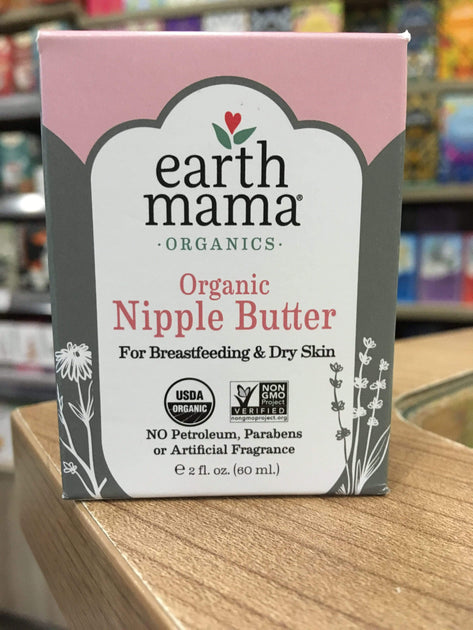 earth
mama®
·ORGANICS·
Organic
Nipple Butter
For Breastfeeding & Dry Skin
USDA
ORGANIC
NON
GMO
Project
VERIFIED
nongmoproject.org
NO Petroleum, Parabens
or Artificial Fragrance
℮ 2 fl. oz. (60 ml.)